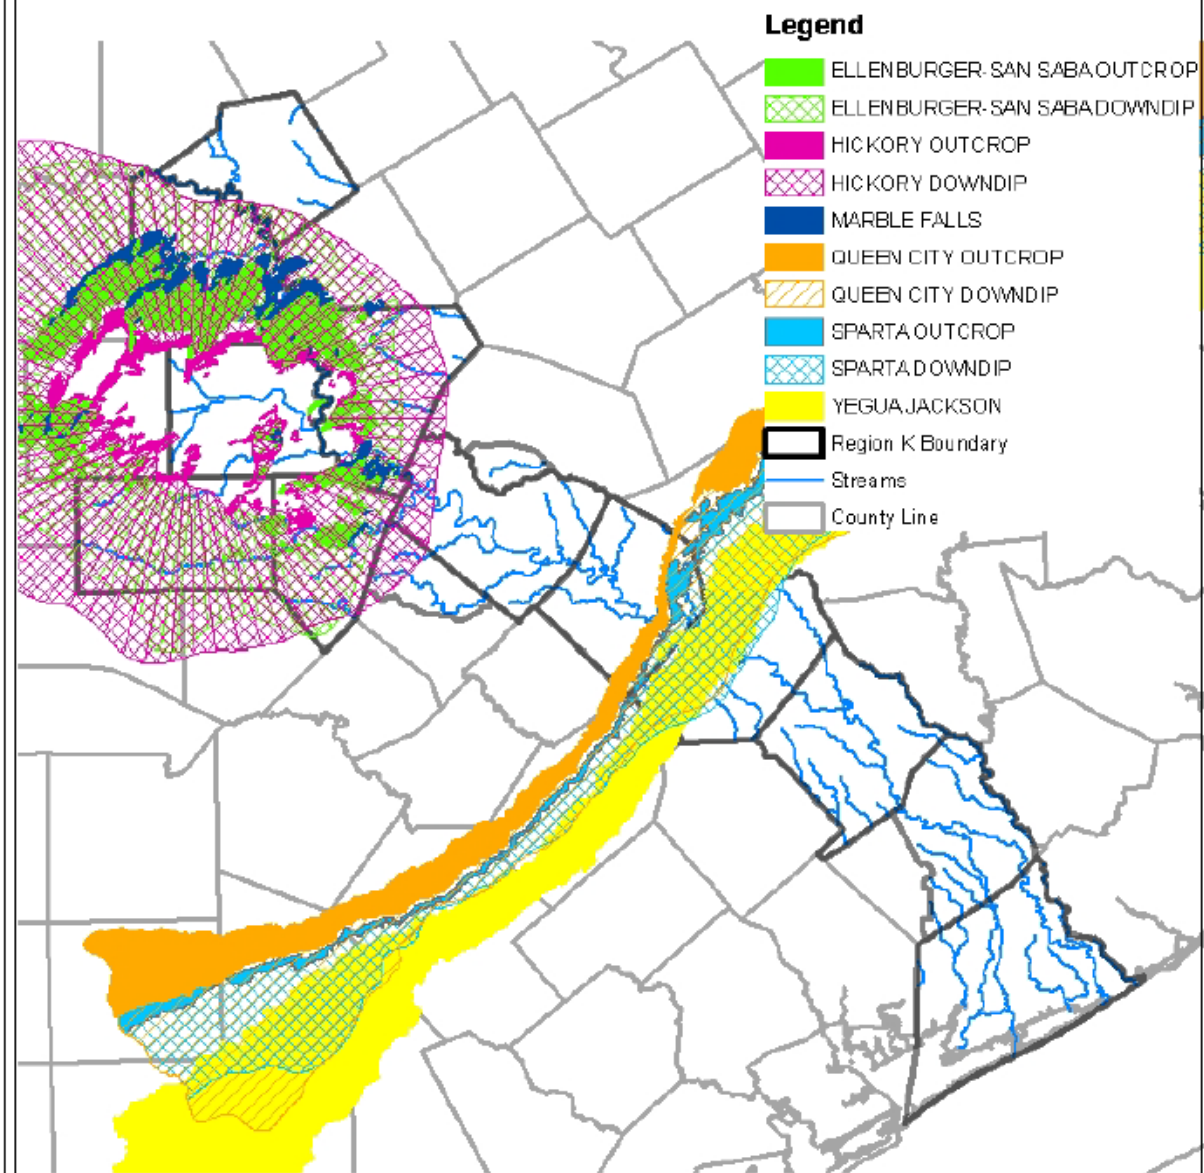 Legend
ELLENBURGER-SAN SABA OUTCROP
ELLENBURGER-SAN SABA DOWNDIP
HICKORY OUTCROP
HICKORY DOWNDIP
MARBLE FALLS
QUEEN CITY OUTCROP
QUEEN CITY DOWNDIP
SPARTA OUTCROP
SPARTA DOWNDIP
YEGUA JACKSON
Region K Boundary
Streams
County Line